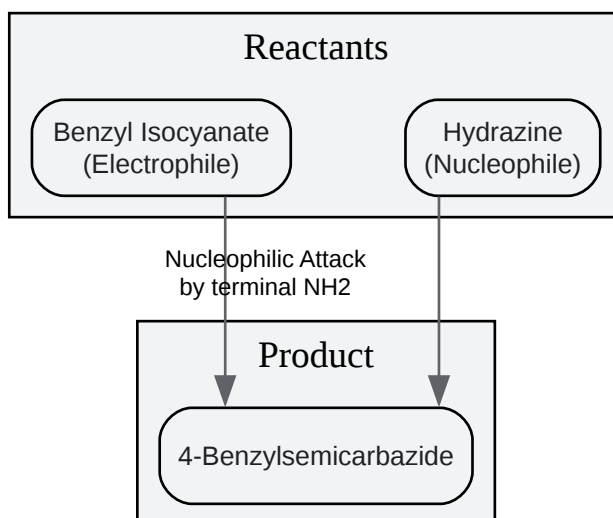 Reactants
Benzyl Isocyanate
(Electrophile)
Hydrazine
(Nucleophile)
Nucleophilic Attack
by terminal NH2
Product
4-Benzylsemicarbazide